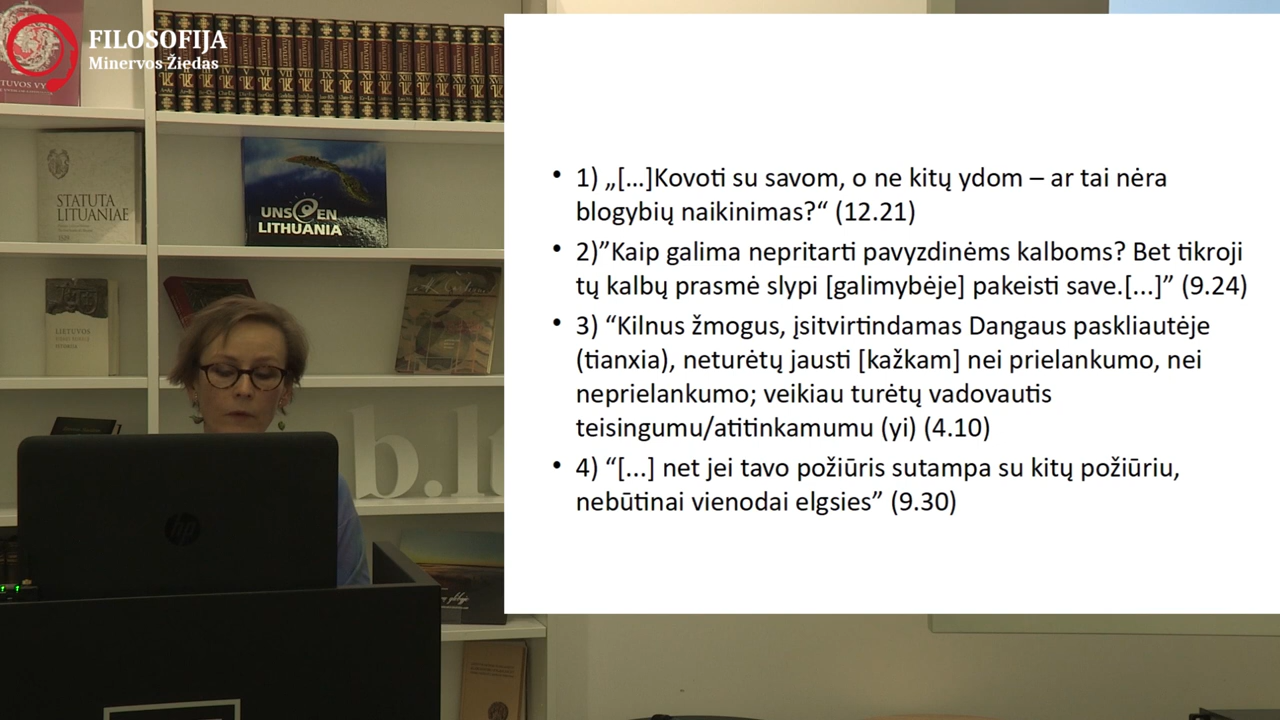 FILOSOFIJA
Minervos Žiedas
STATUTA
LITUANIAE
UNSEEN
LITHUANIA
LIETUVOS
b.lt
hp
• 1) „[…]Kovoti su savom, o ne kitų ydom – ar tai nėra
blogybių naikinimas?“ (12.21)
• 2)”Kaip galima nepritarti pavyzdinėms kalboms? Bet tikroji
tų kalbų prasmė slypi [galimybėje] pakeisti save.[...]” (9.24)
• 3) “Kilnus žmogus, įsitvirtindamas Dangaus paskliautėje
(tianxia), neturėtų jausti [kažkam] nei prielankumo, nei
neprielankumo; veikiau turėtų vadovautis
teisingumu/atitinkamumu (yi) (4.10)
• 4) “[...] net jei tavo požiūris sutampa su kitų požiūriu,
nebūtinai vienodai elgsies” (9.30)